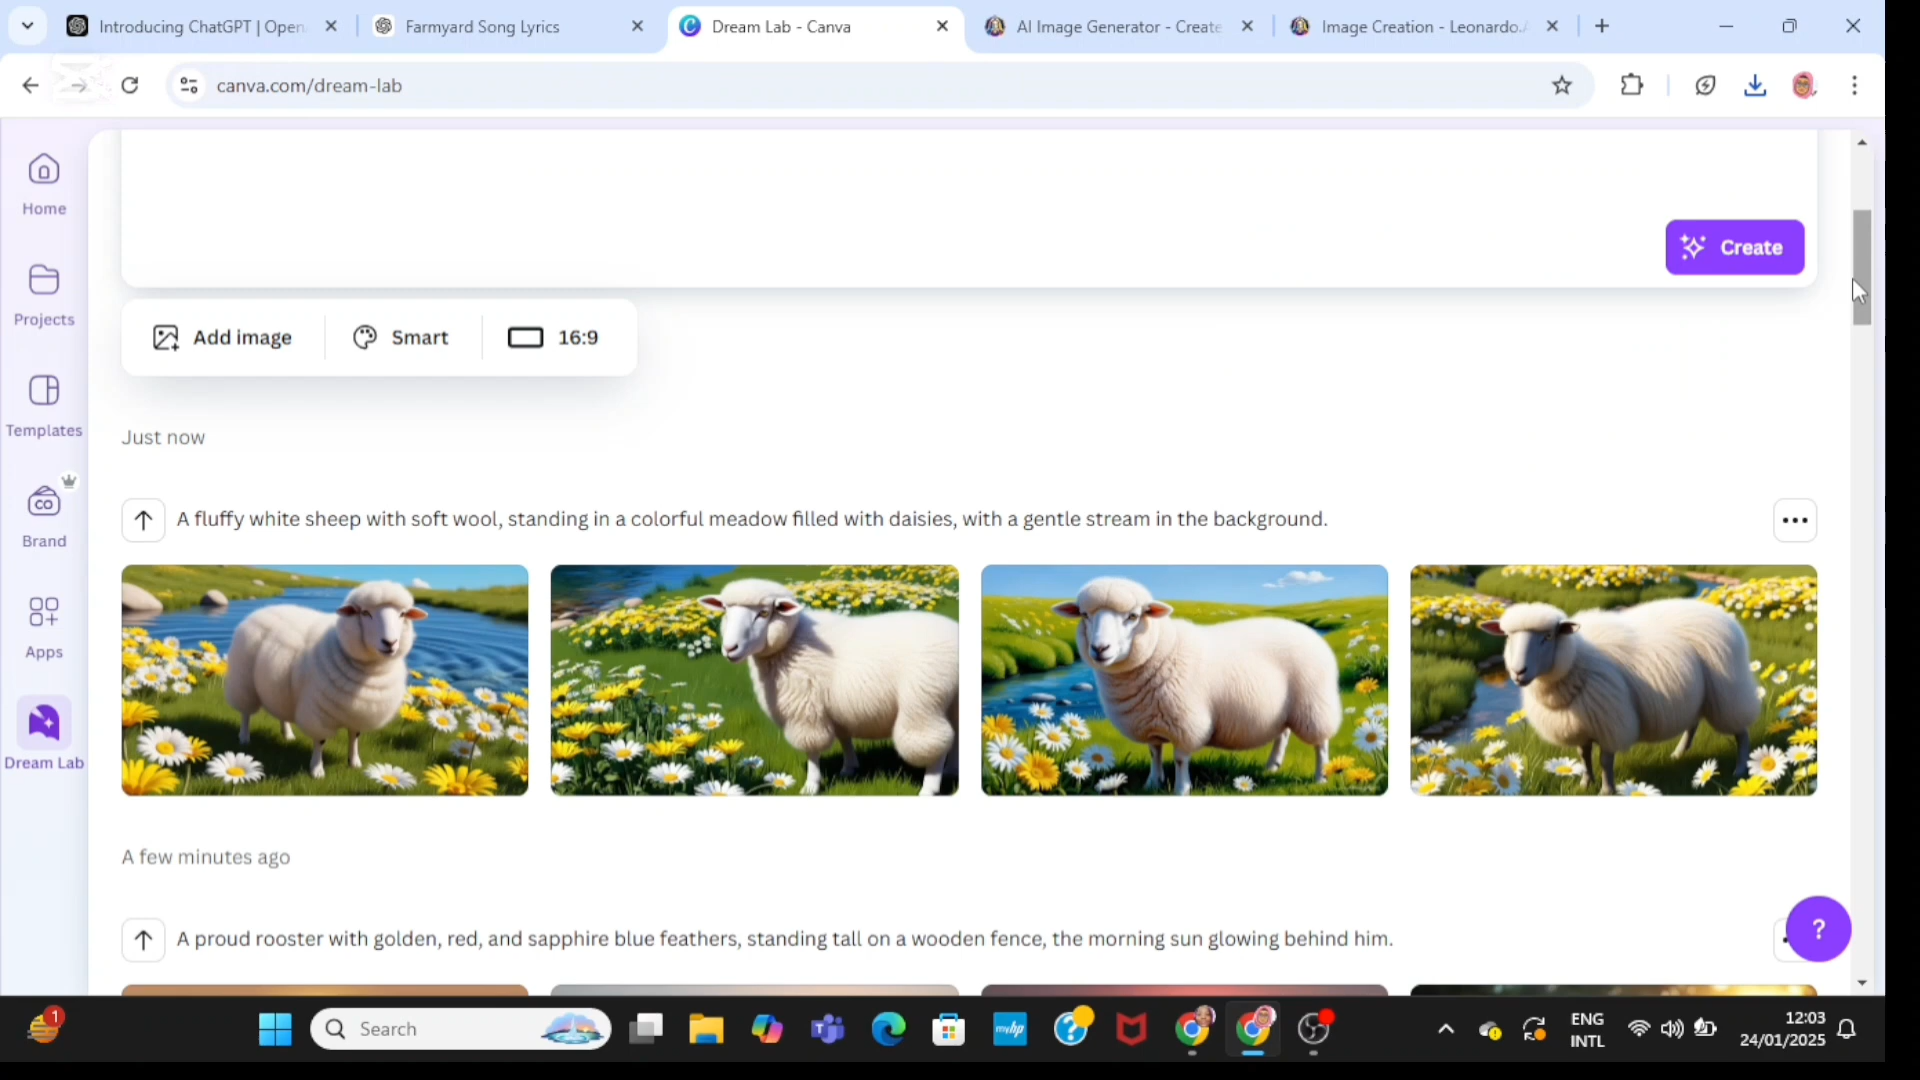 Introducing ChatGPT | Open
Farmyard Song Lyrics
Dream Lab - Canva
AI Image Generator - Create
Image Creation - Leonardo.
canva.com/dream-lab
Home
Projects
Templates
CO
Brand
Apps
Dream Lab
Create
Add image
Smart
16:9
Just now
A fluffy white sheep with soft wool, standing in a colorful meadow filled with daisies, with a gentle stream in the background.
A few minutes ago
A proud rooster with golden, red, and sapphire blue feathers, standing tall on a wooden fence, the morning sun glowing behind him.
?
1
Search
myhp
ENG
INTL
12:03
24/01/2025